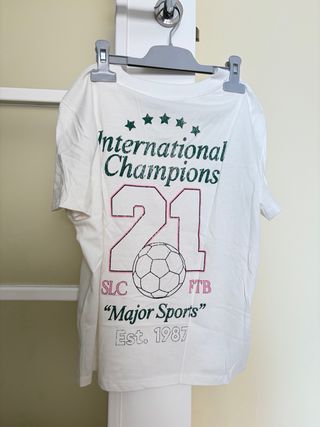 International
Champions
21
SLC FTB
"Major Sports"
Est. 1987